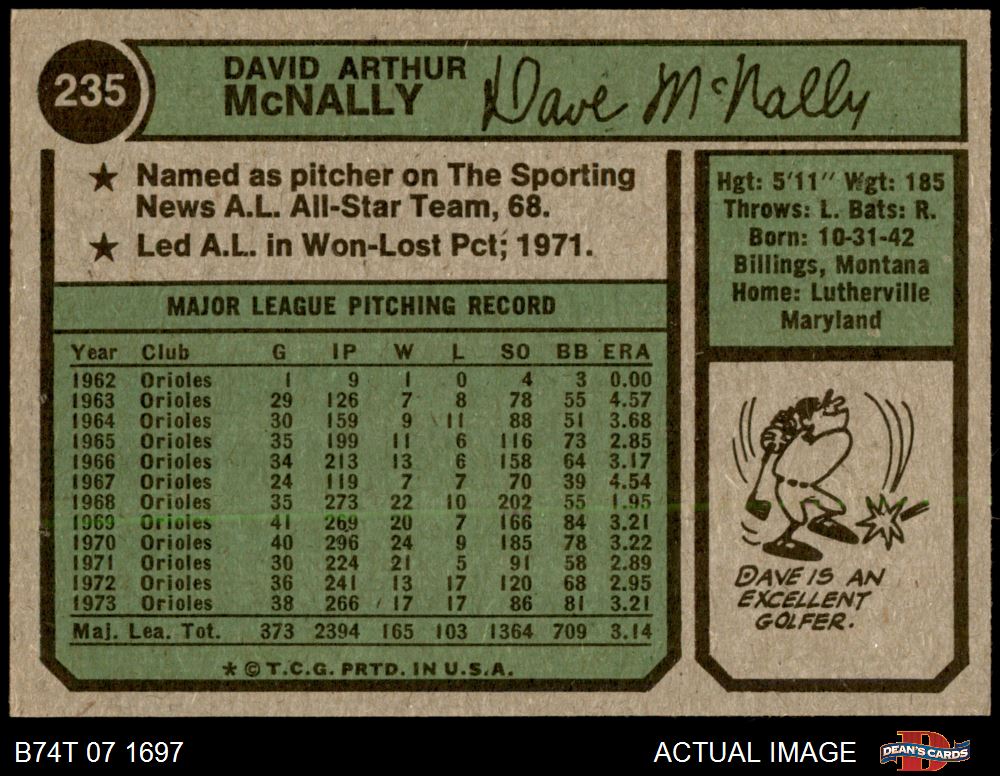 235
DAVID ARTHUR
McNALLY
Dave McNally
★ Named as pitcher on The Sporting
News A.L. All-Star Team, 68.
★ Led A.L. in Won-Lost Pct; 1971.
Hgt: 5'11" Wgt: 185
Throws: L. Bats: R.
Born: 10-31-42
Billings, Montana
Home: Lutherville
Maryland
MAJOR LEAGUE PITCHING RECORD
Year Club G IP W L SO BB ERA
1962 Orioles 1 9 1 0 4 3 0.00
1963 Orioles 29 126 7 8 78 55 4.57
1964 Orioles 30 159 9 11 88 51 3.68
1965 Orioles 35 199 11 6 116 73 2.85
1966 Orioles 34 213 13 6 158 64 3.17
1967 Orioles 24 119 7 7 70 39 4.54
1968 Orioles 35 273 22 10 202 55 1.95
1969 Orioles 41 269 20 7 166 84 3.21
1970 Orioles 40 296 24 9 185 78 3.22
1971 Orioles 30 224 21 5 91 58 2.89
1972 Orioles 36 241 13 17 120 68 2.95
1973 Orioles 38 266 17 17 86 81 3.21
Maj. Lea. Tot. 373 2394 165 103 1364 709 3.14
* © T.C.G. PRTD. IN U.S.A.
DAVE IS AN
EXCELLENT
GOLFER.
B74T 07 1697
ACTUAL IMAGE
DEAN'S CARDS